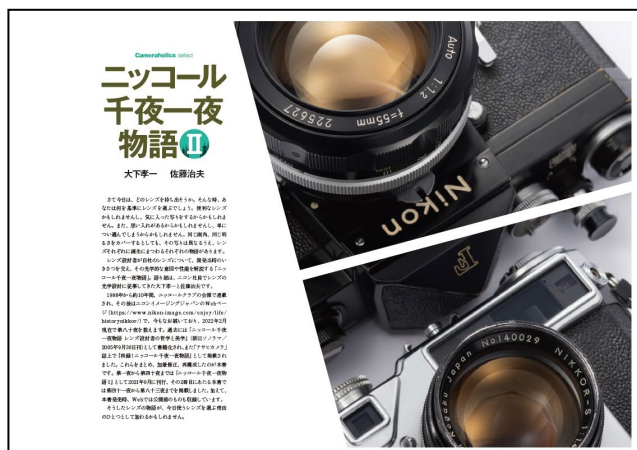 Cameraholics select
ニッコール
千夜一夜
物語 II
大下孝一 佐藤治夫
さて今日は、どのレンズを持ち出そうか。そんな時、あ
なたは何を基準にレンズを選ぶでしょう。便利なレンズ
かもしれませんし、気に入った写りをするからかもしれま
せん。また、思い入れがあるからかもしれませんし、単に
つい選んでしまうからかもしれません。同じ画角、同じ明
るさをカバーするとしても、その写りは異なるうえ、レン
ズそれぞれに誕生にまつわるそれぞれの物語があります。
レンズ設計者が自社のレンズについて、開発当時のい
きさつを交え、その光学的な意図や性能を解説する「ニッ
コール千夜一夜物語」。語り部は、ニコン社員でレンズの
光学設計に従事してきた大下孝一と佐藤治夫です。
1998年から約10年間、ニッコールクラブの会報で連載
され、その後はニコンイメージングジャパンのWebペー
ジ（https://www.nikon-image.com/enjoy/life/
historynikkor/）で、今もなお続いており、2022年2月
現在で第八十夜を数えます。過去には『ニッコール千夜
一夜物語 レンズ設計者の哲学と美学』（朝日ソノラマ／
2005年9月30日刊）として書籍化され、また『アサヒカメラ』
誌上で「再録！ニッコール千夜一夜物語」として掲載され
ました。これらをまとめ、加筆修正、再構成したのが本書
です。第一夜から第四十夜までは『ニッコール千夜一夜物
語I』として2021年9月に刊行、その2冊目にあたる本書で
は第四十一夜から第八十三夜までを掲載しました。加えて、
本書発売時、Webでは公開前のものも収録しています。
そうしたレンズの物語が、今日使うレンズを選ぶ理由
のひとつとして加わるかもしれません。
Auto 1:1.2
f=55mm
225627
Nikon
F
Kogaku Japan No.140029 NIKKOR-S 1:1